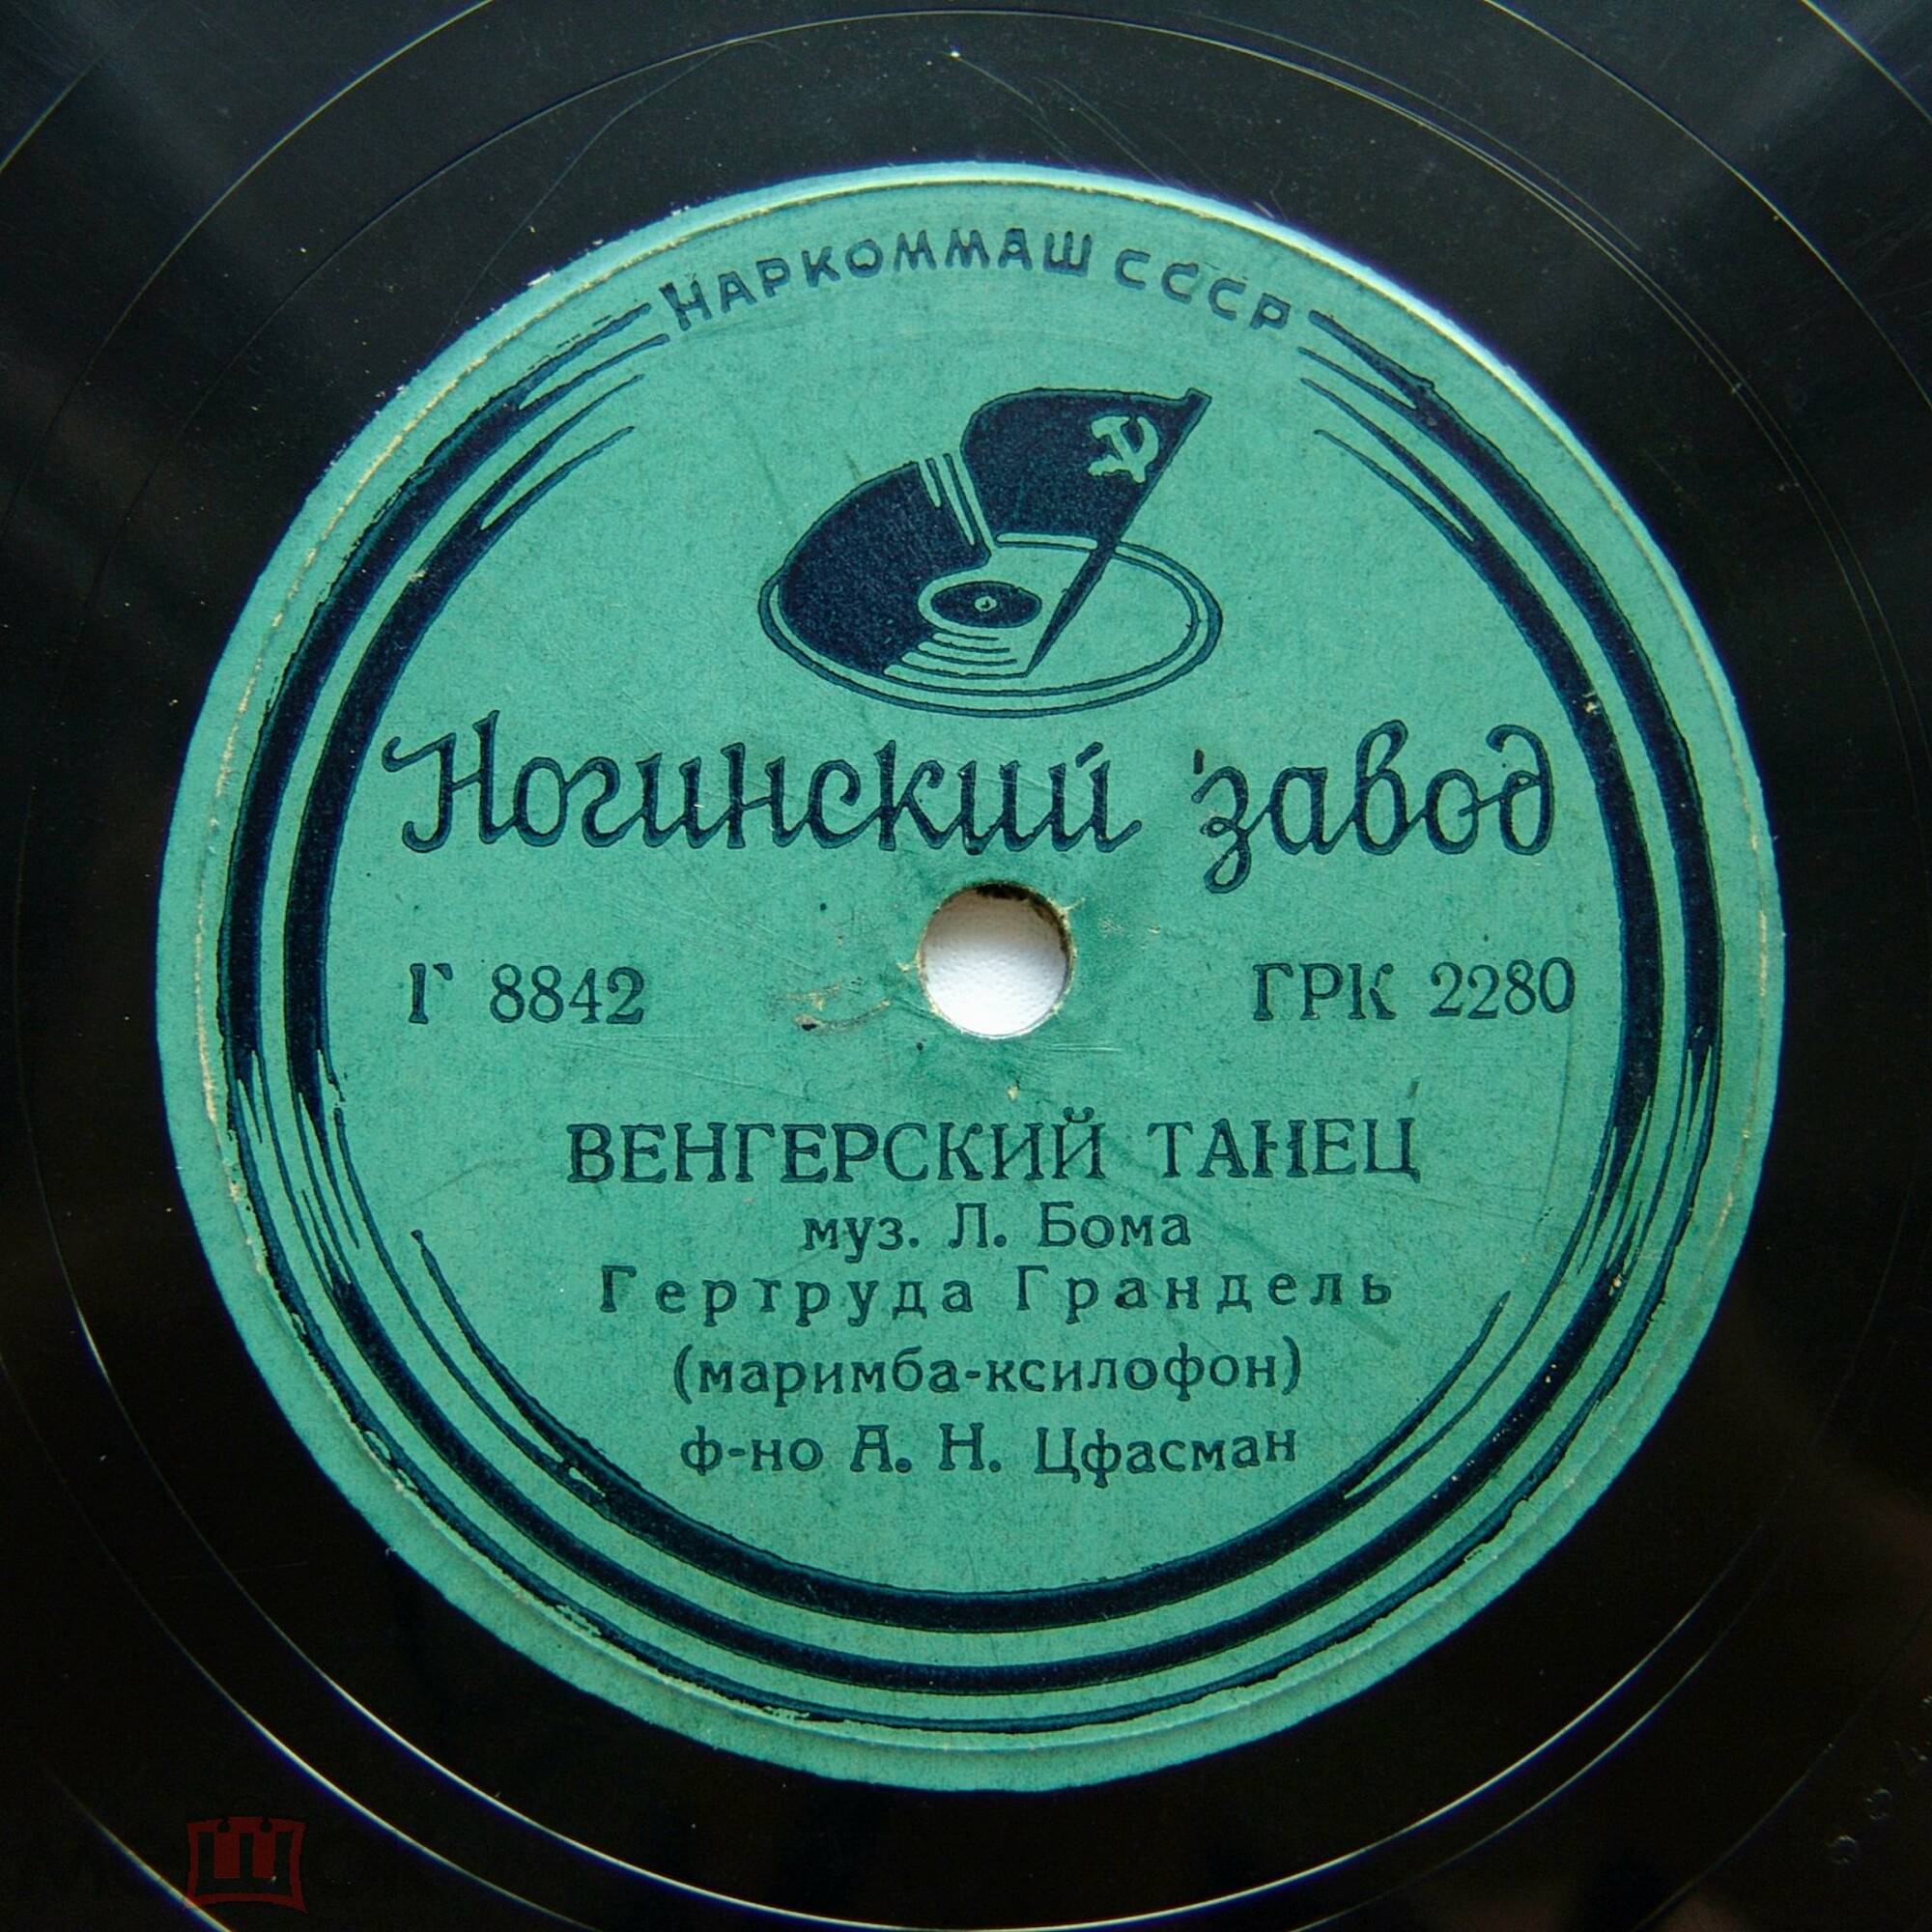 НАРКОММАШ СССР
Ногинский завод
Г 8842 ГРК 2280
ВЕНГЕРСКИЙ ТАНЕЦ
муз. Л. Бома
Гертруда Грандель
(маримба-ксилофон)
ф-но А. Н. Цфасман